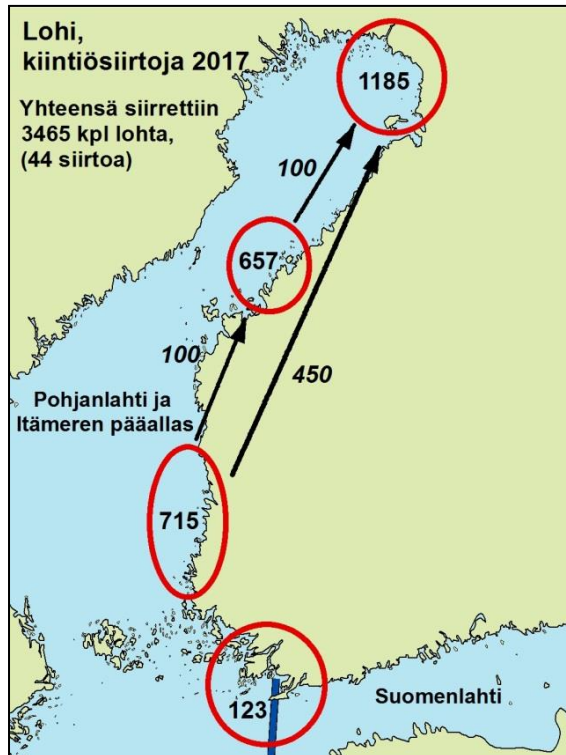 Lohi,
kiintiösiirtoja 2017
Yhteensä siirrettiin
3465 kpl lohta,
(44 siirtoa)
1185
100
657
100
450
Pohjanlahti ja
Itämeren pääallas
715
123
Suomenlahti